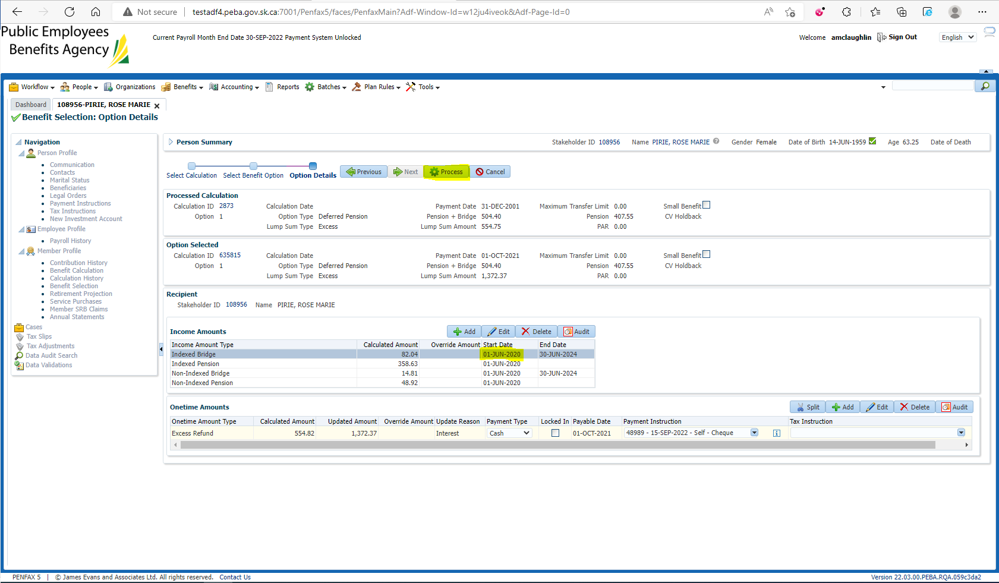 Not secure | testadf4.peba.gov.sk.ca:7001/Penfax5/faces/PenfaxMain?Adf-Window-Id=w12ju4iveok&Adf-Page-Id=0
Public Employees
Benefits Agency
Current Payroll Month End Date 30-SEP-2022 Payment System Unlocked
Welcome amclaughlin Sign Out English
Workflow People Organizations Benefits Accounting Reports Batches Plan Rules Tools
Dashboard 108956-PIRIE, ROSE MARIE
Benefit Selection: Option Details
Navigation
Person Profile
Communication
Contacts
Marital Status
Beneficiaries
Legal Orders
Payment Instructions
Tax Instructions
New Investment Account
Employee Profile
Payroll History
Member Profile
Contribution History
Benefit Calculation
Calculation History
Benefit Selection
Retirement Projection
Service Purchases
Member SRB Claims
Annual Statements
Cases
Tax Slips
Tax Adjustments
Data Audit Search
Data Validations
Person Summary Stakeholder ID 108956 Name PIRIE, ROSE MARIE Gender Female Date of Birth 14-JUN-1959 Age 63.25 Date of Death
Select Calculation Select Benefit Option Option Details Previous Next Process Cancel
Processed Calculation
Calculation ID 2873 Calculation Date Payment Date 31-DEC-2001 Maximum Transfer Limit 0.00 Small Benefit
Option 1 Option Type Deferred Pension Pension + Bridge 504.40 Pension 407.55 CV Holdback
Lump Sum Type Excess Lump Sum Amount 554.75 PAR 0.00
Option Selected
Calculation ID 635815 Calculation Date Payment Date 01-OCT-2021 Maximum Transfer Limit 0.00 Small Benefit
Option 1 Option Type Deferred Pension Pension + Bridge 504.40 Pension 407.55 CV Holdback
Lump Sum Type Excess Lump Sum Amount 1,372.37 PAR 0.00
Recipient
Stakeholder ID 108956 Name PIRIE, ROSE MARIE
Income Amounts Add Edit Delete Audit
Income Amount Type Calculated Amount Override Amount Start Date End Date
Indexed Bridge 82.04 01-JUN-2020 30-JUN-2024
Indexed Pension 358.63 01-JUN-2020
Non-Indexed Bridge 14.81 01-JUN-2020 30-JUN-2024
Non-Indexed Pension 48.92 01-JUN-2020
Onetime Amounts Split Add Edit Delete Audit
Onetime Amount Type Calculated Amount Updated Amount Override Amount Update Reason Payment Type Locked In Payable Date Payment Instruction Tax Instruction
Excess Refund 554.82 1,372.37 Interest Cash 01-OCT-2021 48989 - 15-SEP-2022 - Self - Cheque
PENFAX 5 | © James Evans and Associates Ltd. All rights reserved. Contact Us Version 22.03.00.PEBA.RQA.059c3da2